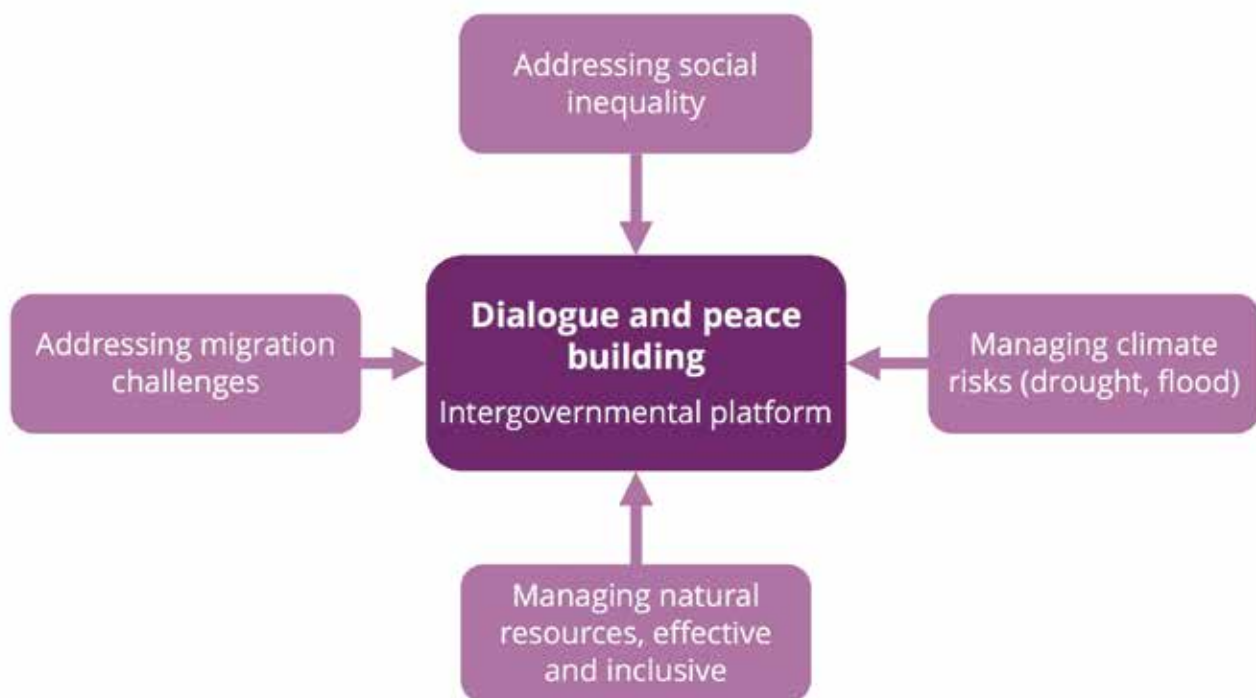 Addressing social
inequality
Addressing migration
challenges
Dialogue and peace
building
Intergovernmental platform
Managing climate
risks (drought, flood)
Managing natural
resources, effective
and inclusive